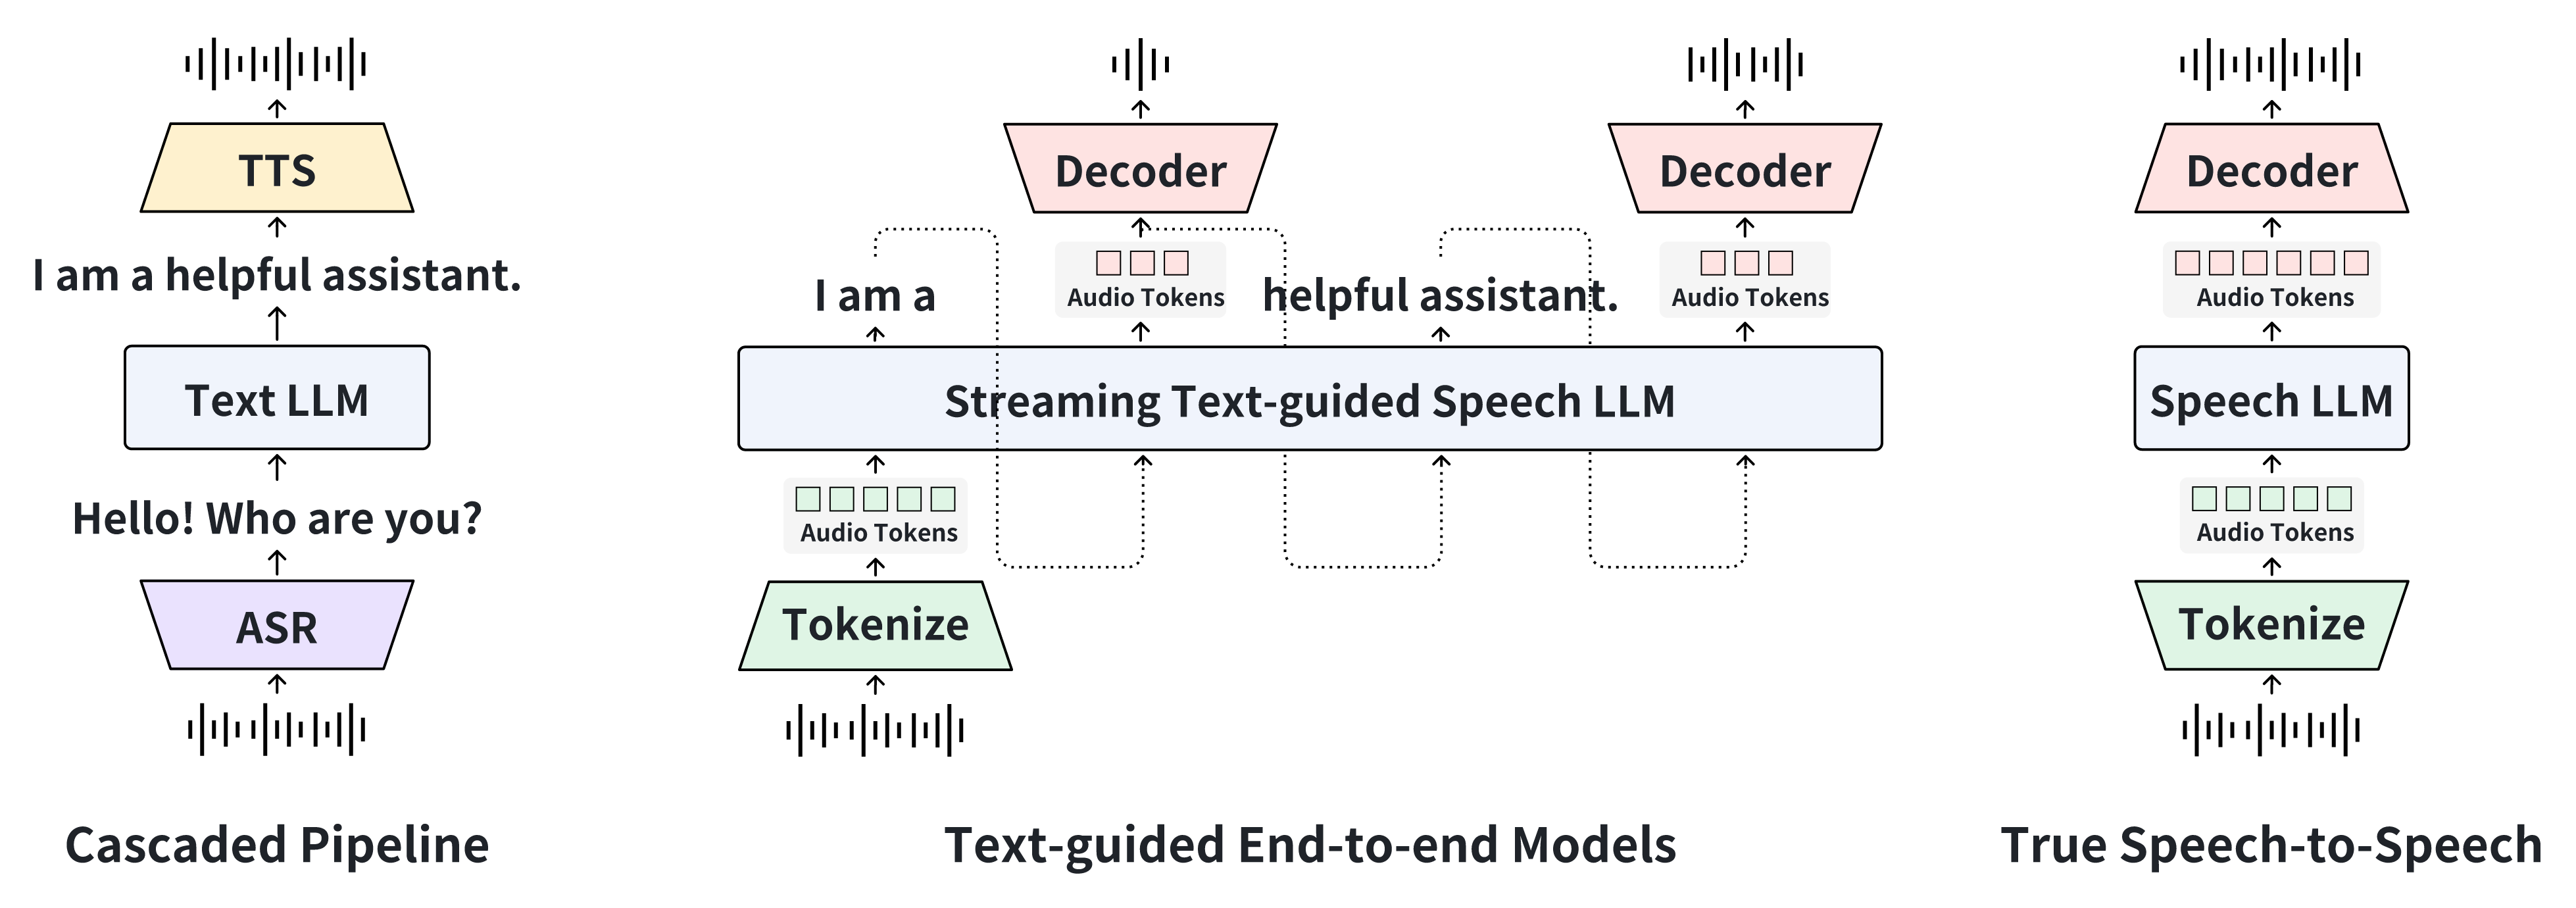 TTS
I am a helpful assistant.
Text LLM
Hello! Who are you?
ASR
Cascaded Pipeline
Decoder
Decoder
I am a
Audio Tokens
helpful assistant.
Audio Tokens
Streaming Text-guided Speech LLM
Audio Tokens
Tokenize
Text-guided End-to-end Models
Decoder
Audio Tokens
Speech LLM
Audio Tokens
Tokenize
True Speech-to-Speech